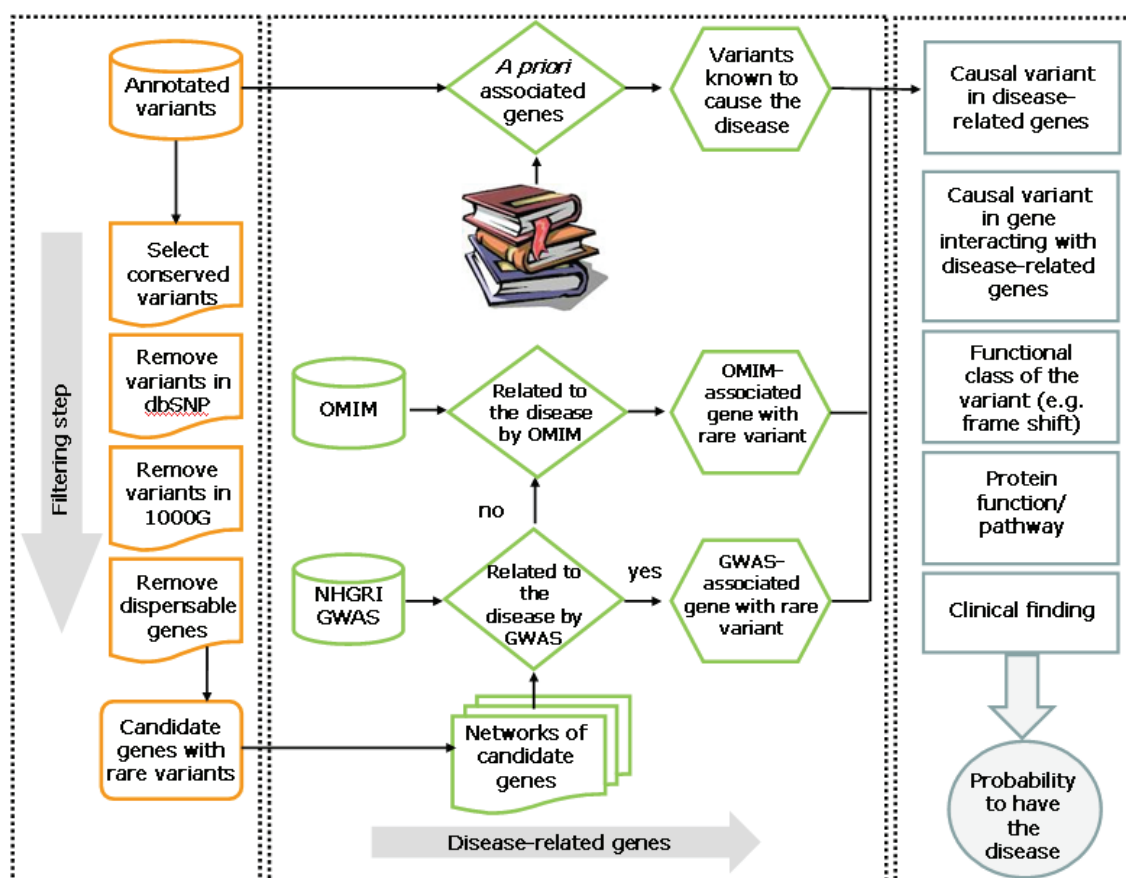 Annotated
variants
Select
conserved
variants
Remove
variants in
dbSNP
Remove
variants in
1000G
Remove
dispensable
genes
Candidate
genes with
rare variants
Filtering step
A priori
associated
genes
Variants
known to
cause the
disease
OMIM
Related to
the disease
by OMIM
OMIM-
associated
gene with rare
variant
no
NHGRI
GWAS
Related to
the
disease by
GWAS
yes
GWAS-
associated
gene with rare
variant
Networks of
candidate
genes
Disease-related genes
Causal variant
in disease-
related genes
Causal variant
in gene
interacting with
disease-related
genes
Functional
class of the
variant (e.g.
frame shift)
Protein
function/
pathway
Clinical finding
Probability
to have
the
disease